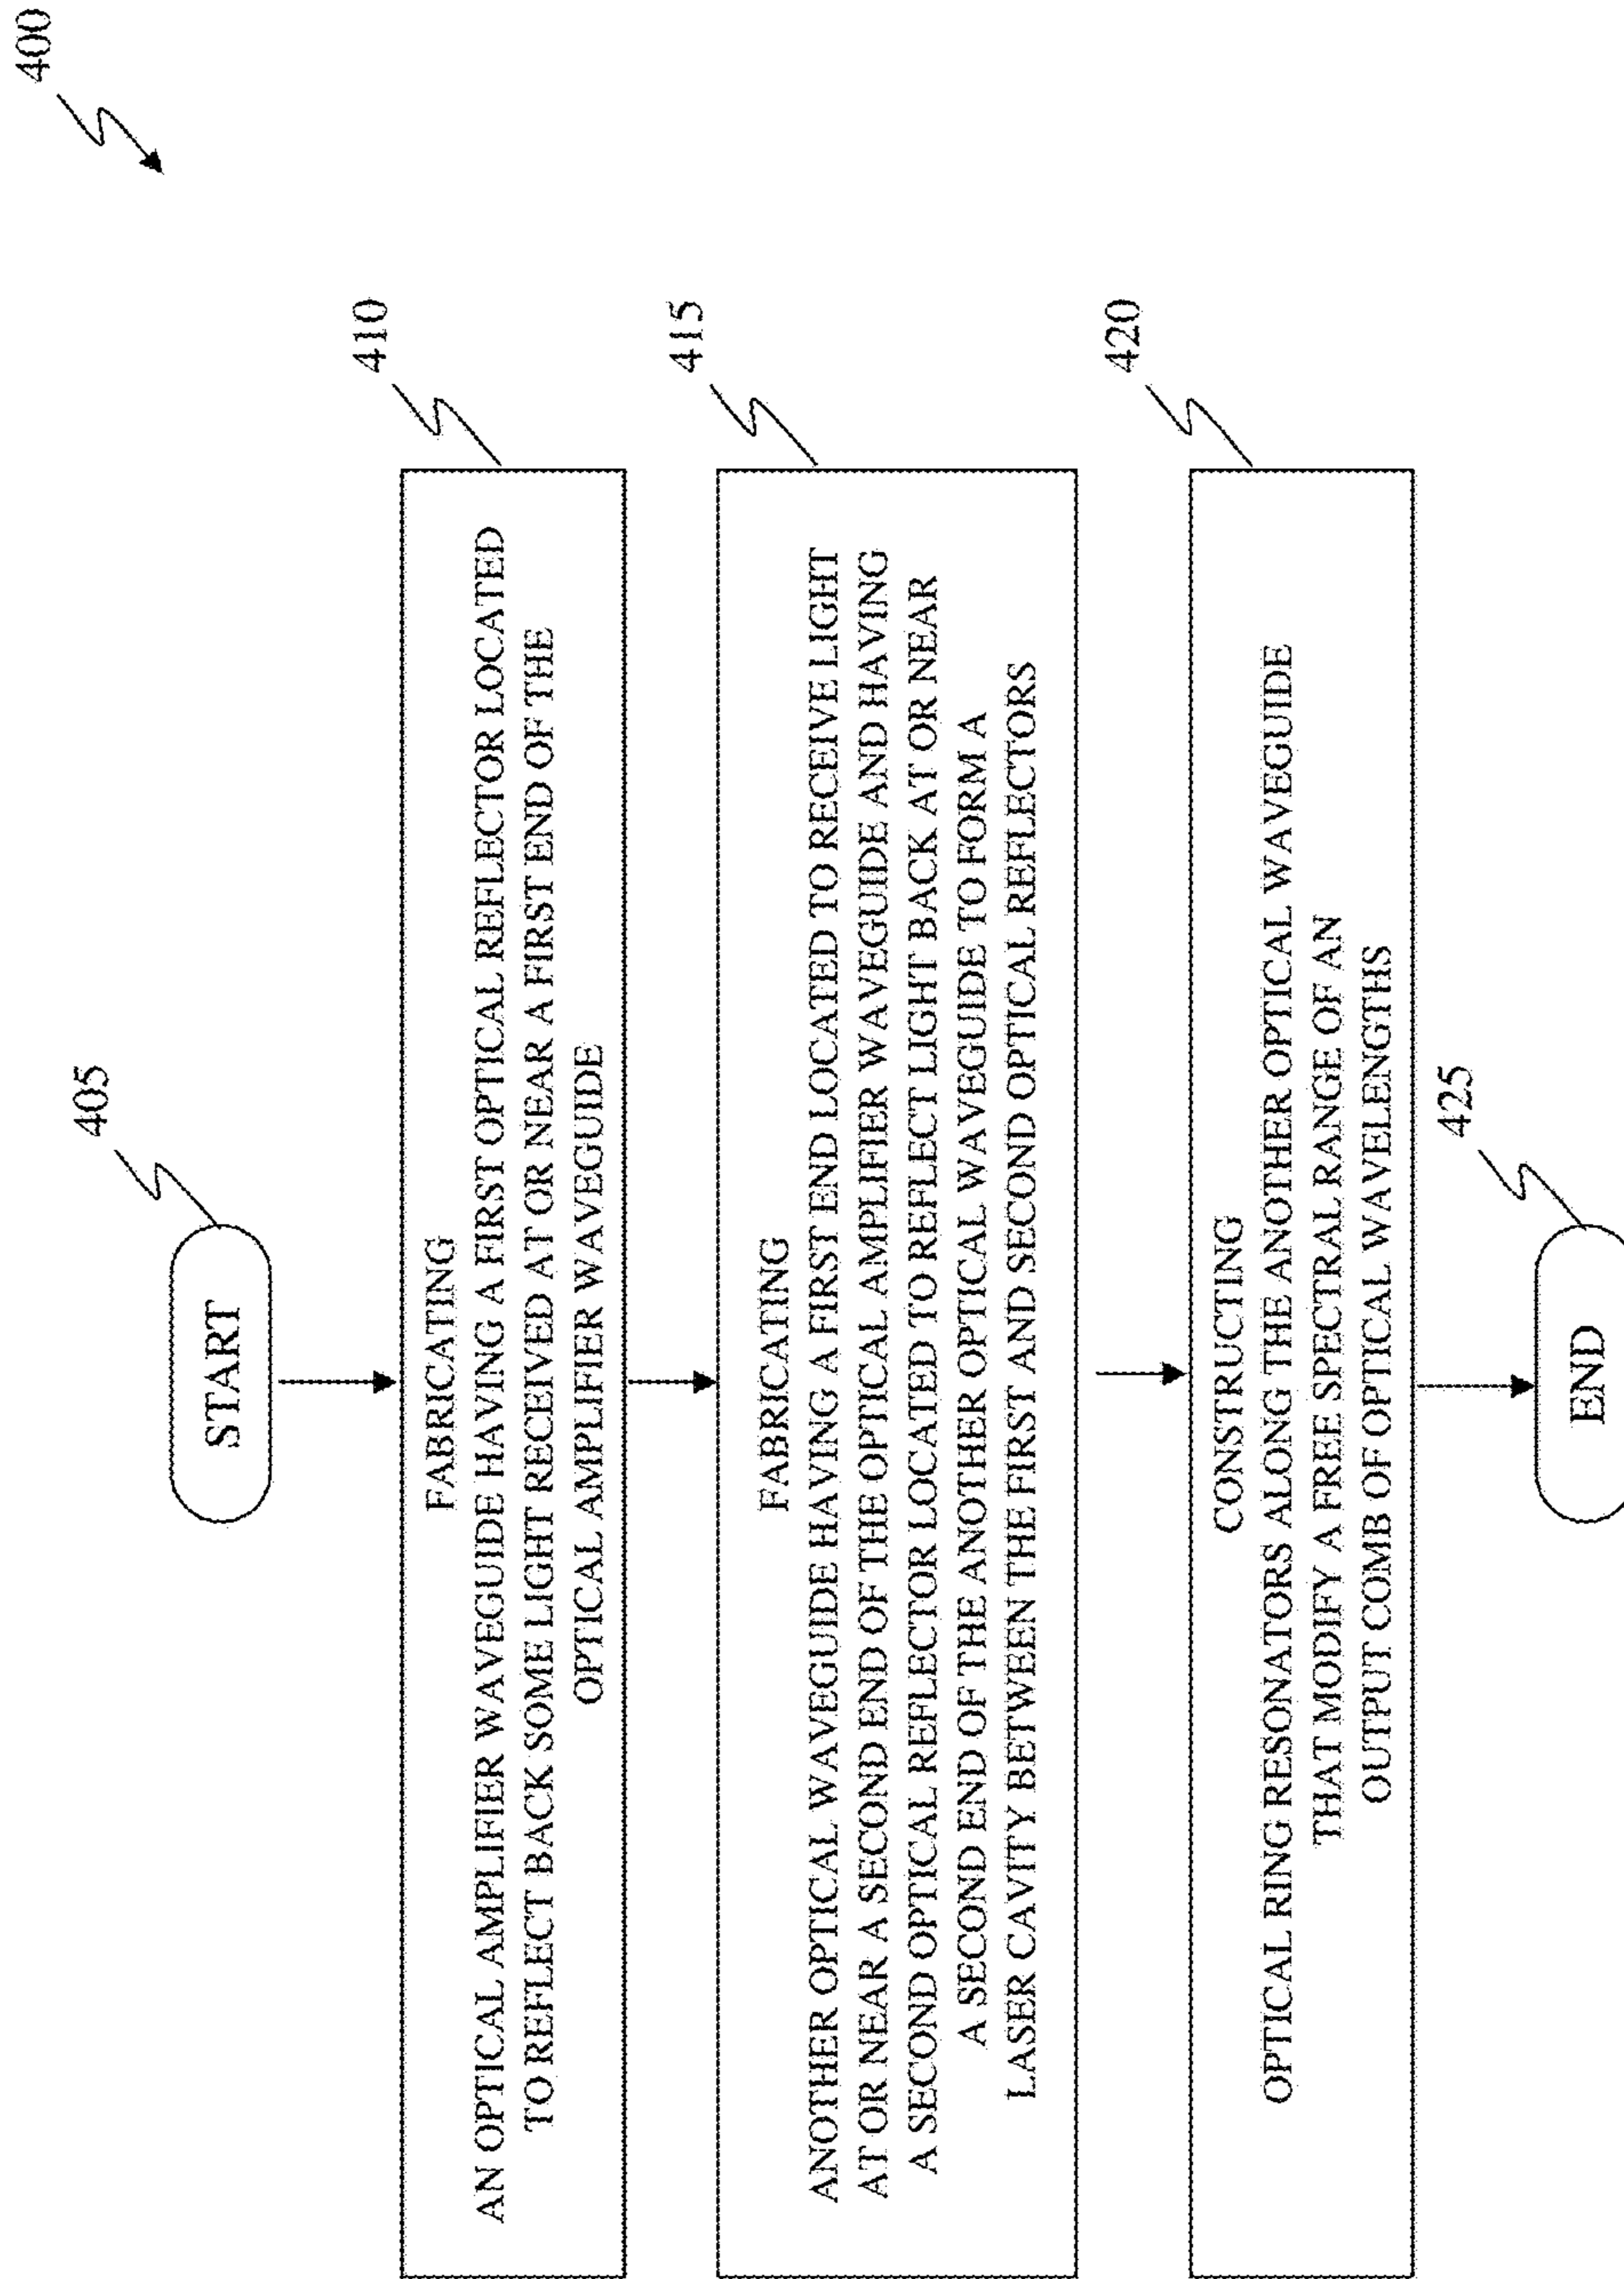 400
405
START
410
FABRICATING
AN OPTICAL AMPLIFIER WAVEGUIDE HAVING A FIRST OPTICAL REFLECTOR LOCATED
TO REFLECT BACK SOME LIGHT RECEIVED AT OR NEAR A FIRST END OF THE
OPTICAL AMPLIFIER WAVEGUIDE
415
FABRICATING
ANOTHER OPTICAL WAVEGUIDE HAVING A FIRST END LOCATED TO RECEIVE LIGHT
AT OR NEAR A SECOND END OF THE OPTICAL AMPLIFIER WAVEGUIDE AND HAVING
A SECOND OPTICAL REFLECTOR LOCATED TO REFLECT LIGHT BACK AT OR NEAR
A SECOND END OF THE ANOTHER OPTICAL WAVEGUIDE TO FORM A
LASER CAVITY BETWEEN THE FIRST AND SECOND OPTICAL REFLECTORS
420
CONSTRUCTING
OPTICAL RING RESONATORS ALONG THE ANOTHER OPTICAL WAVEGUIDE
THAT MODIFY A FREE SPECTRAL RANGE OF AN
OUTPUT COMB OF OPTICAL WAVELENGTHS
425
END